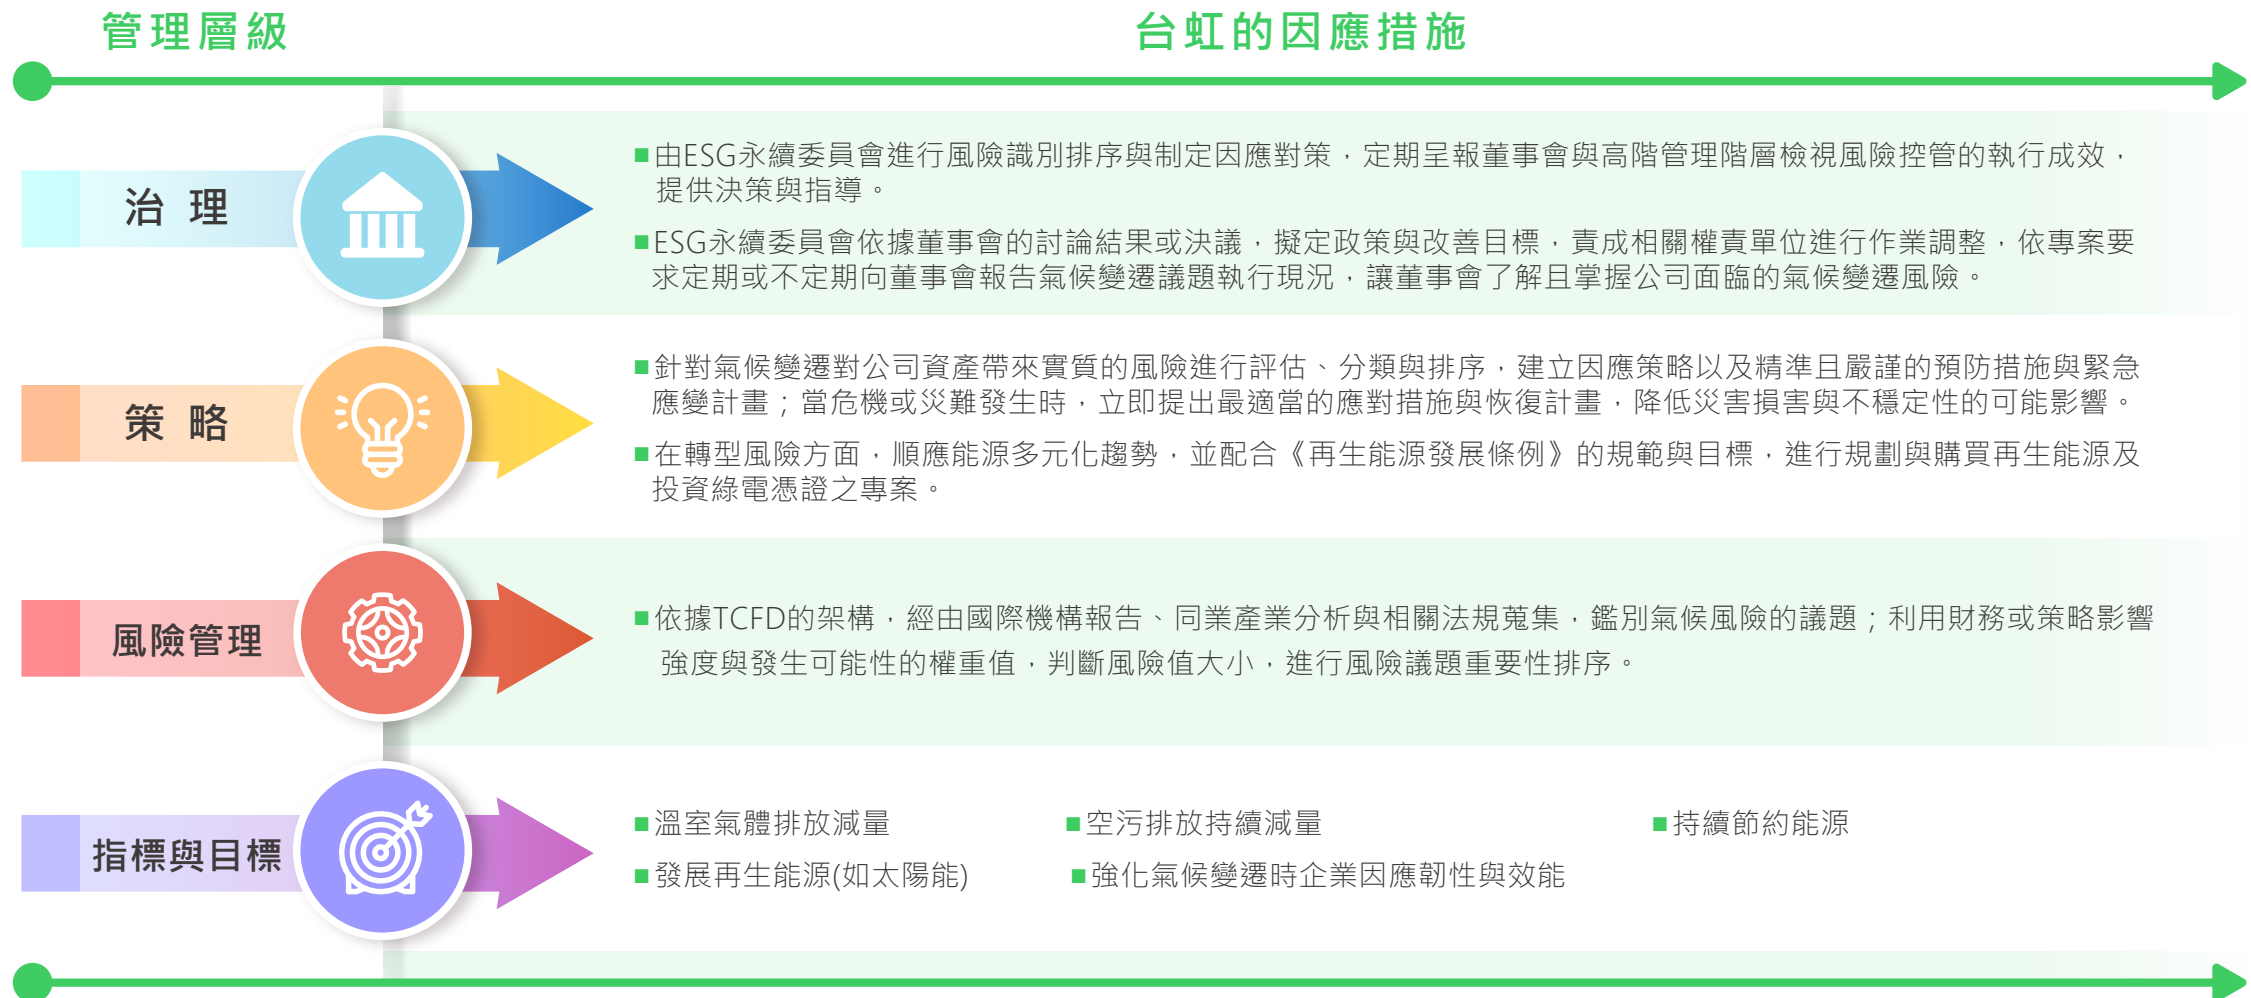 管理層級
台虹的因應措施
治 理
■由ESG永續委員會進行風險識別排序與制定因應對策，定期呈報董事會與高階管理階層檢視風險控管的執行成效，
提供決策與指導。
■ESG永續委員會依據董事會的討論結果或決議，擬定政策與改善目標，責成相關權責單位進行作業調整，依專案要
求定期或不定期向董事會報告氣候變遷議題執行現況，讓董事會了解且掌握公司面臨的氣候變遷風險。
策 略
■針對氣候變遷對公司資產帶來實質的風險進行評估、分類與排序，建立因應策略以及精準且嚴謹的預防措施與緊急
應變計畫；當危機或災難發生時，立即提出最適當的應對措施與恢復計畫，降低災害損害與不穩定性的可能影響。
■在轉型風險方面，順應能源多元化趨勢，並配合《再生能源發展條例》的規範與目標，進行規劃與購買再生能源及
投資綠電憑證之專案。
風險管理
■依據TCFD的架構，經由國際機構報告、同業產業分析與相關法規蒐集，鑑別氣候風險的議題；利用財務或策略影響
強度與發生可能性的權重值，判斷風險值大小，進行風險議題重要性排序。
指標與目標
■溫室氣體排放減量 ■空污排放持續減量 ■持續節約能源
■發展再生能源(如太陽能) ■強化氣候變遷時企業因應韌性與效能